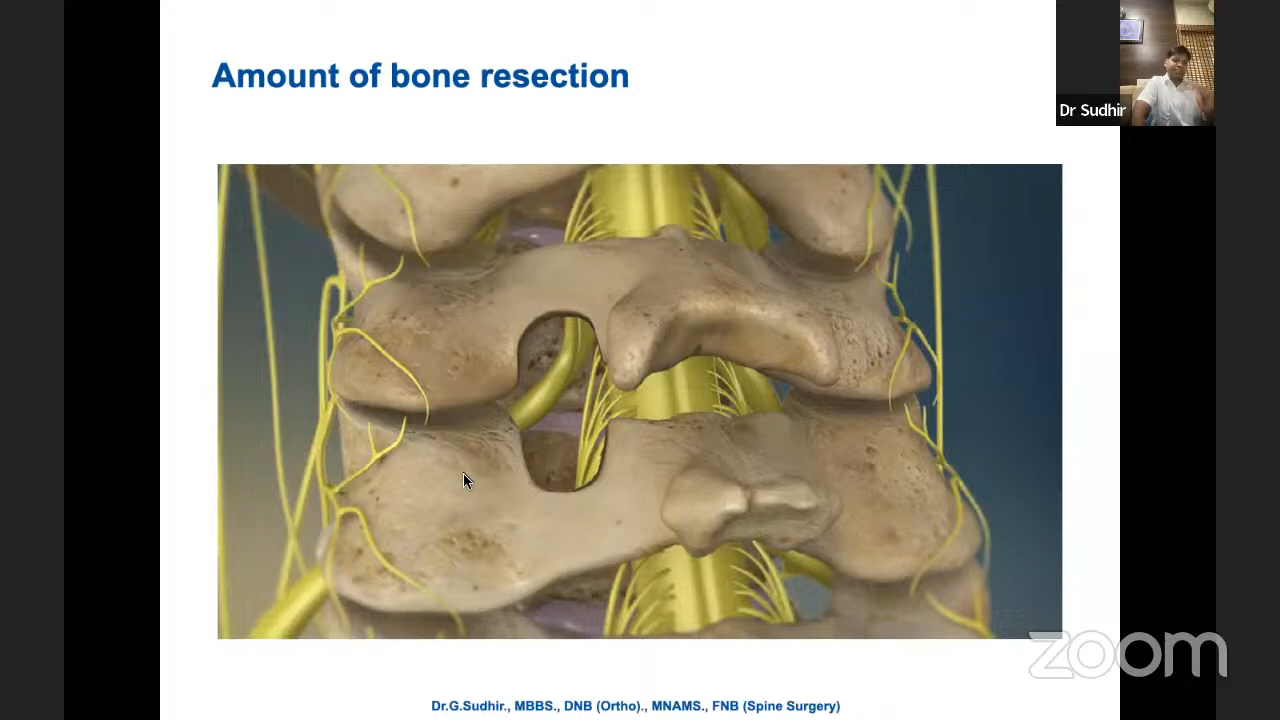 Amount of bone resection
Dr Sudhir
zoom
Dr.G.Sudhir., MBBS., DNB (Ortho)., MNAMS., FNB (Spine Surgery)